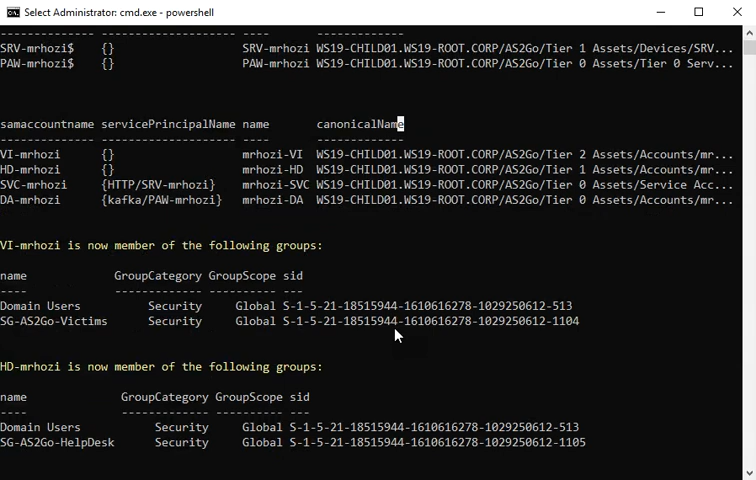 Select Administrator: cmd.exe - powershell
-------------- -------------------- ---- -------------
SRV-mrhozi$ {} SRV-mrhozi WS19-CHILD01.WS19-ROOT.CORP/AS2Go/Tier 1 Assets/Devices/SRV...
PAW-mrhozi$ {} PAW-mrhozi WS19-CHILD01.WS19-ROOT.CORP/AS2Go/Tier 0 Assets/Tier 0 Serv...
samaccountname servicePrincipalName name canonicalName
-------------- -------------------- ---- -------------
VI-mrhozi {} mrhozi-VI WS19-CHILD01.WS19-ROOT.CORP/AS2Go/Tier 2 Assets/Accounts/mr...
HD-mrhozi {} mrhozi-HD WS19-CHILD01.WS19-ROOT.CORP/AS2Go/Tier 1 Assets/Accounts/mr...
SVC-mrhozi {HTTP/SRV-mrhozi} mrhozi-SVC WS19-CHILD01.WS19-ROOT.CORP/AS2Go/Tier 0 Assets/Service Acc...
DA-mrhozi {kafka/PAW-mrhozi} mrhozi-DA WS19-CHILD01.WS19-ROOT.CORP/AS2Go/Tier 0 Assets/Accounts/mr...
VI-mrhozi is now member of the following groups:
name GroupCategory GroupScope sid
---- ------------- ---------- ---
Domain Users Security Global S-1-5-21-18515944-1610616278-1029250612-513
SG-AS2Go-Victims Security Global S-1-5-21-18515944-1610616278-1029250612-1104
HD-mrhozi is now member of the following groups:
name GroupCategory GroupScope sid
---- ------------- ---------- ---
Domain Users Security Global S-1-5-21-18515944-1610616278-1029250612-513
SG-AS2Go-HelpDesk Security Global S-1-5-21-18515944-1610616278-1029250612-1105